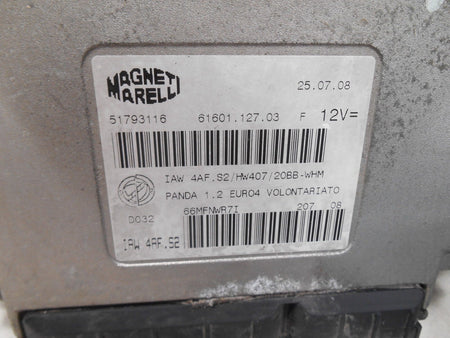 MAGNETI MARELLI
25.07.08
51793116 61601.127.03 F 12V=
IAW 4AF.S2/HW407/20BB-WHM
PANDA 1.2 EURO4 VOLONTARIATO
D032 66MFNWR7I 207 08
IAW 4AF.S2